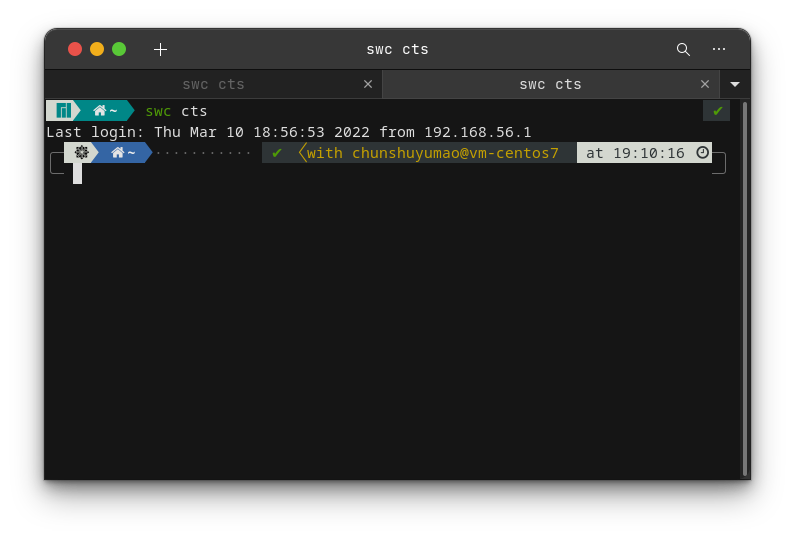 swc cts
swc cts
swc cts
~ swc cts ✔
Last login: Thu Mar 10 18:56:53 2022 from 192.168.56.1
~ ··········· ✔ with chunshuyumao@vm-centos7 at 19:10:16